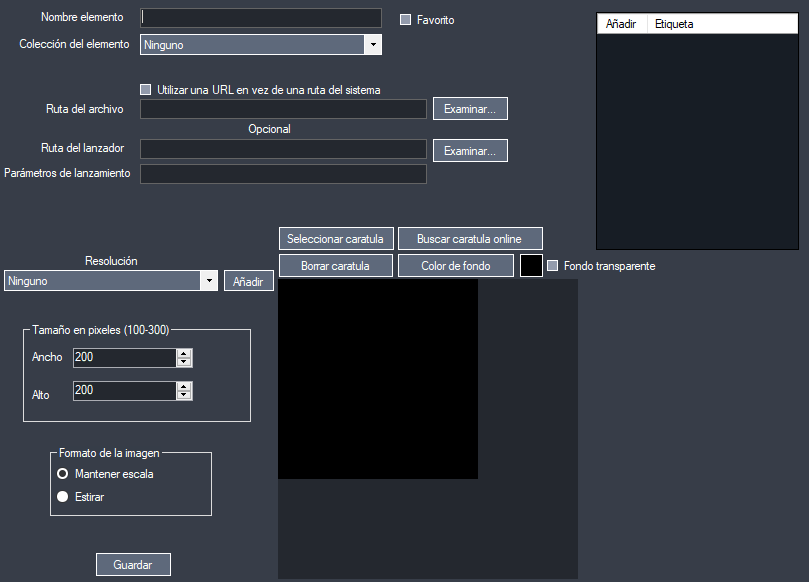 Nombre elemento
Favorito
Añadir Etiqueta
Colección del elemento Ninguno
Utilizar una URL en vez de una ruta del sistema
Ruta del archivo Examinar...
Opcional
Ruta del lanzador Examinar...
Parámetros de lanzamiento
Seleccionar caratula Buscar caratula online
Resolución
Borrar caratula Color de fondo Fondo transparente
Ninguno Añadir
Tamaño en pixeles (100-300)
Ancho 200
Alto 200
Formato de la imagen
Mantener escala
Estirar
Guardar